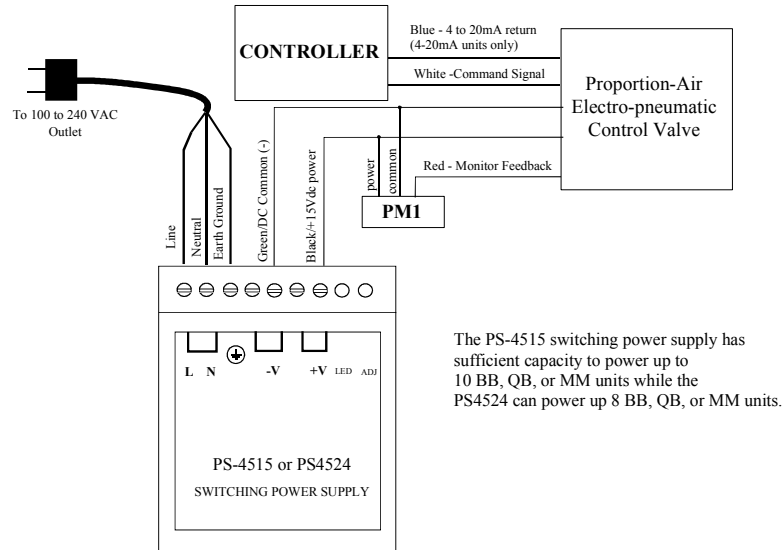 CONTROLLER
Blue - 4 to 20mA return
(4-20mA units only)
White -Command Signal
Proportion-Air
Electro-pneumatic
Control Valve
To 100 to 240 VAC
Outlet
Line
Neutral
Earth Ground
Green/DC Common (-)
Black/+15Vdc power
power
common
Red - Monitor Feedback
PM1
L N -V +V LED ADJ
PS-4515 or PS4524
SWITCHING POWER SUPPLY
The PS-4515 switching power supply has
sufficient capacity to power up to
10 BB, QB, or MM units while the
PS4524 can power up 8 BB, QB, or MM units.